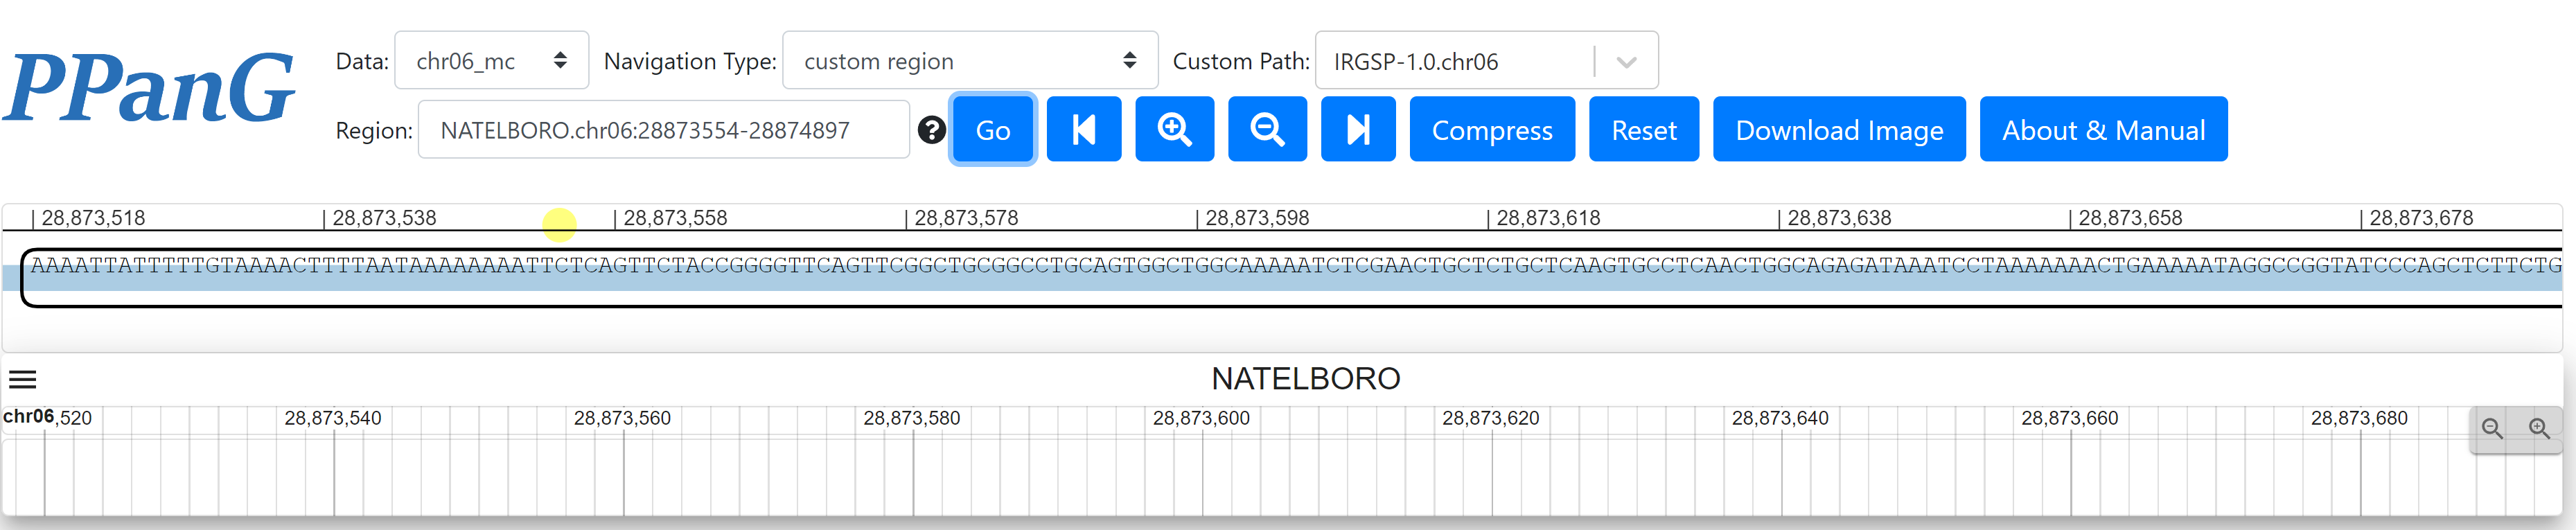 PPanG
Data: chr06_mc Navigation Type: custom region Custom Path: IRGSP-1.0.chr06
Region: NATELBORO.chr06:28873554-28874897 ? Go Compress Reset Download Image About & Manual
28,873,518 28,873,538 28,873,558 28,873,578 28,873,598 28,873,618 28,873,638 28,873,658 28,873,678
AAAATTATTTTTGTAAAACTTTTAATAAAAAAAAATTCTCAGTTCTACCGGGGTTCAGTTCGGCTGCGGCCTGCAGTGGCTGGCAAAAATCTCGAACTGCTCTGCTCAAGTGCCTCAACTGGCAGAGATAAATCCTAAAAAAACTGAAAAATAGGCCGGTATCCCAGCTCTTCTG
NATELBORO
chr06,520 28,873,540 28,873,560 28,873,580 28,873,600 28,873,620 28,873,640 28,873,660 28,873,680